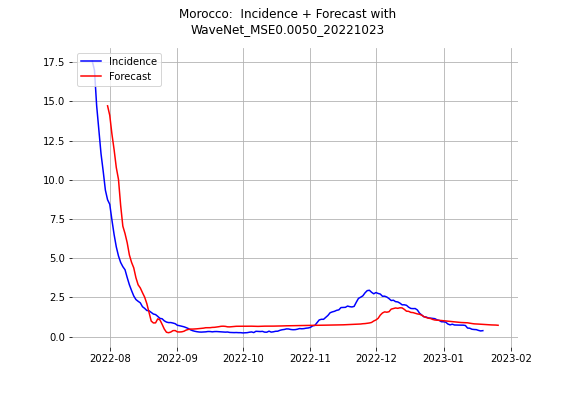 Morocco:  Incidence + Forecast with
WaveNet_MSE0.0050_20221023
Incidence
Forecast
17.5
15.0
12.5
10.0
7.5
5.0
2.5
0.0
2022-08 2022-09 2022-10 2022-11 2022-12 2023-01 2023-02